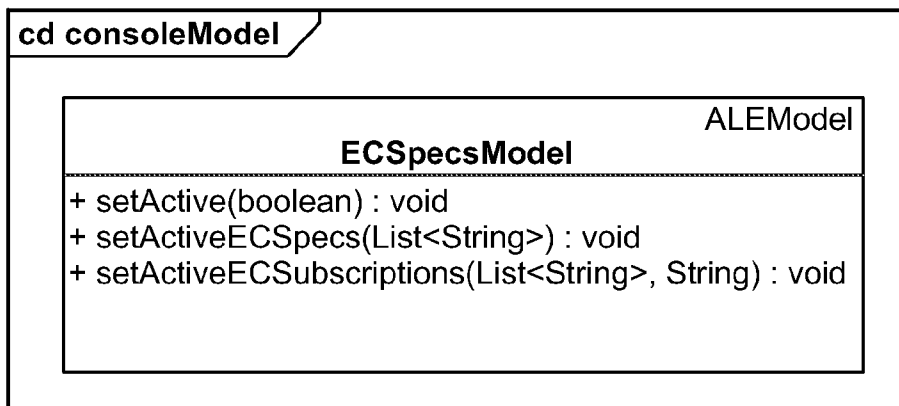 cd consoleModel
ALEModel
ECSpecsModel
+ setActive(boolean) : void
+ setActiveECSpecs(List<String>) : void
+ setActiveECSubscriptions(List<String>, String) : void